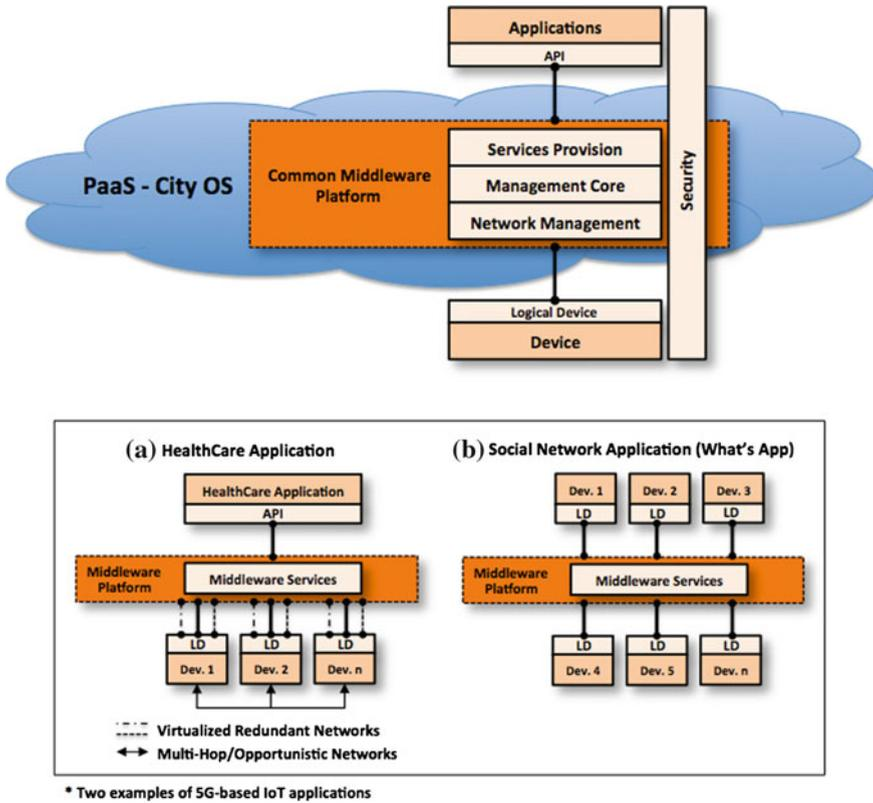 Applications
API
PaaS - City OS
Common Middleware
Platform
Services Provision
Management Core
Network Management
Security
Logical Device
Device
(a) HealthCare Application
HealthCare Application
API
Middleware
Platform
Middleware Services
LD
Dev. 1
LD
Dev. 2
LD
Dev. n
Virtualized Redundant Networks
Multi-Hop/Opportunistic Networks
(b) Social Network Application (What's App)
Dev. 1
LD
Dev. 2
LD
Dev. 3
LD
Middleware
Platform
Middleware Services
LD
Dev. 4
LD
Dev. 5
LD
Dev. n
* Two examples of 5G-based IoT applications